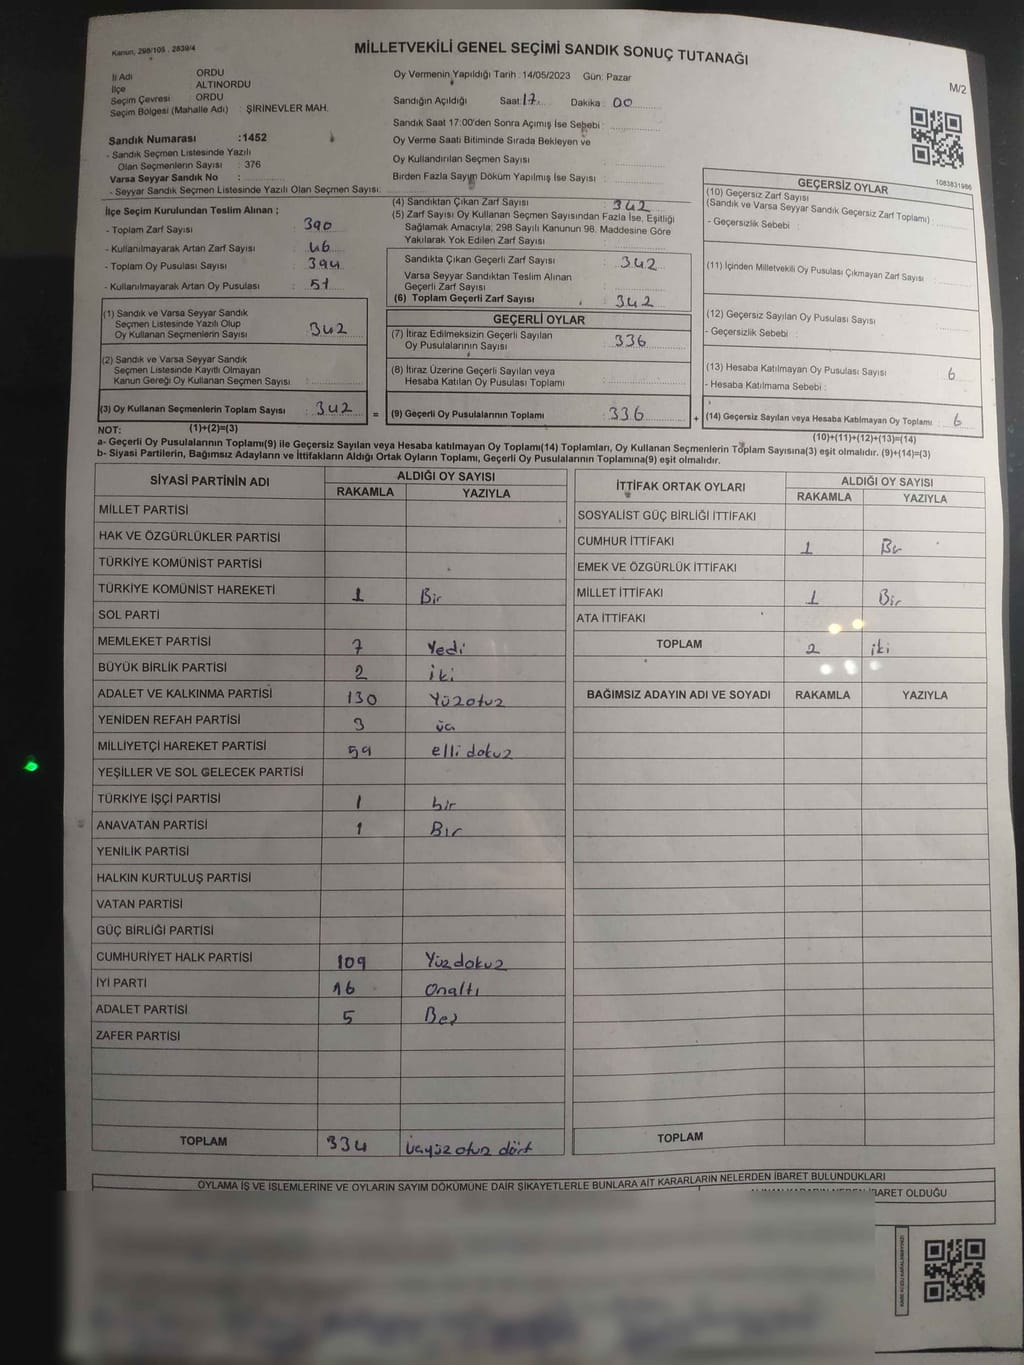 Kanun, 298/105 . 2839/4
MİLLETVEKİLİ GENEL SEÇİMİ SANDIK SONUÇ TUTANAĞI
M/2
İl Adı ORDU
İlçe ALTINORDU
Seçim Çevresi ORDU
Seçim Bölgesi (Mahalle Adı) : ŞİRİNEVLER MAH.
Sandık Numarası :1452
- Sandık Seçmen Listesinde Yazılı
Olan Seçmenlerin Sayısı : 376
Varsa Seyyar Sandık No :
- Seyyar Sandık Seçmen Listesinde Yazılı Olan Seçmen Sayısı:
Oy Vermenin Yapıldığı Tarih : 14/05/2023 Gün: Pazar
Sandığın Açıldığı Saat: 17 Dakika : 00
Sandık Saat 17:00'den Sonra Açımış İse Sebebi :
Oy Verme Saati Bitiminde Sırada Bekleyen ve
Oy Kullandırılan Seçmen Sayısı :
Birden Fazla Sayım Döküm Yapılmış İse Sayısı :
1083831986
İlçe Seçim Kurulundan Teslim Alınan ;
- Toplam Zarf Sayısı : 390
- Kullanılmayarak Artan Zarf Sayısı : 46
- Toplam Oy Pusulası Sayısı : 394
- Kullanılmayarak Artan Oy Pusulası : 51
(1) Sandık ve Varsa Seyyar Sandık
Seçmen Listesinde Yazılı Olup
Oy Kullanan Seçmenlerin Sayısı : 342
(2) Sandık ve Varsa Seyyar Sandık
Seçmen Listesinde Kayıtlı Olmayan
Kanun Gereği Oy Kullanan Seçmen Sayısı :
(3) Oy Kullanan Seçmenlerin Toplam Sayısı : 342 =
(4) Sandıktan Çıkan Zarf Sayısı : 342
(5) Zarf Sayısı Oy Kullanan Seçmen Sayısından Fazla İse, Eşitliği
Sağlamak Amacıyla, 298 Sayılı Kanunun 98. Maddesine Göre
Yakılarak Yok Edilen Zarf Sayısı :
Sandıkta Çıkan Geçerli Zarf Sayısı : 342
Varsa Seyyar Sandıktan Teslim Alınan
Geçerli Zarf Sayısı :
(6) Toplam Geçerli Zarf Sayısı : 342
GEÇERLİ OYLAR
(7) İtiraz Edilmeksizin Geçerli Sayılan
Oy Pusulalarının Sayısı : 336
(8) İtiraz Üzerine Geçerli Sayılan veya
Hesaba Katılan Oy Pusulası Toplamı :
(9) Geçerli Oy Pusulalarının Toplamı : 336 +
GEÇERSİZ OYLAR
(10) Geçersiz Zarf Sayısı
(Sandık ve Varsa Seyyar Sandık Geçersiz Zarf Toplamı) :
- Geçersizlik Sebebi :
(11) İçinden Milletvekili Oy Pusulası Çıkmayan Zarf Sayısı :
(12) Geçersiz Sayılan Oy Pusulası Sayısı :
- Geçersizlik Sebebi :
(13) Hesaba Katılmayan Oy Pusulası Sayısı : 6
- Hesaba Katılmama Sebebi :
(14) Geçersiz Sayılan veya Hesaba Katılmayan Oy Toplamı : 6
NOT: (1)+(2)=(3)
(10)+(11)+(12)+(13)=(14)
a- Geçerli Oy Pusulalarının Toplamı(9) ile Geçersiz Sayılan veya Hesaba katılmayan Oy Toplamı(14) Toplamları, Oy Kullanan Seçmenlerin Toplam Sayısına(3) eşit olmalıdır. (9)+(14)=(3)
b- Siyasi Partilerin, Bağımsız Adayların ve İttifakların Aldığı Ortak Oyların Toplamı, Geçerli Oy Pusulalarının Toplamına(9) eşit olmalıdır.
SİYASİ PARTİNİN ADI ALDIĞI OY SAYISI
RAKAMLA YAZIYLA
MİLLET PARTİSİ
HAK VE ÖZGÜRLÜKLER PARTİSİ
TÜRKİYE KOMÜNİST PARTİSİ
TÜRKİYE KOMÜNİST HAREKETİ 1 Bir
SOL PARTİ
MEMLEKET PARTİSİ 7 Yedi
BÜYÜK BİRLİK PARTİSİ 2 iki
ADALET VE KALKINMA PARTİSİ 130 Yüzotuz
YENİDEN REFAH PARTİSİ 3 üç
MİLLİYETÇİ HAREKET PARTİSİ 59 elli dokuz
YEŞİLLER VE SOL GELECEK PARTİSİ
TÜRKİYE İŞÇİ PARTİSİ 1 bir
ANAVATAN PARTİSİ 1 Bir
YENİLİK PARTİSİ
HALKIN KURTULUŞ PARTİSİ
VATAN PARTİSİ
GÜÇ BİRLİĞİ PARTİSİ
CUMHURİYET HALK PARTİSİ 109 Yüzdokuz
İYİ PARTİ 16 Onaltı
ADALET PARTİSİ 5 Beş
ZAFER PARTİSİ
TOPLAM 334 üçyüz otuz dört
İTTİFAK ORTAK OYLARI ALDIĞI OY SAYISI
RAKAMLA YAZIYLA
SOSYALİST GÜÇ BİRLİĞİ İTTİFAKI
CUMHUR İTTİFAKI 1 Bir
EMEK VE ÖZGÜRLÜK İTTİFAKI
MİLLET İTTİFAKI 1 Bir
ATA İTTİFAKI
TOPLAM 2 iki
BAĞIMSIZ ADAYIN ADI VE SOYADI RAKAMLA YAZIYLA
TOPLAM
OYLAMA İŞ VE İŞLEMLERİNE VE OYLARIN SAYIM DÖKÜMÜNE DAİR ŞİKAYETLERLE BUNLARA AİT KARARLARIN NELERDEN İBARET BULUNDUKLARI
İBARET OLDUĞU